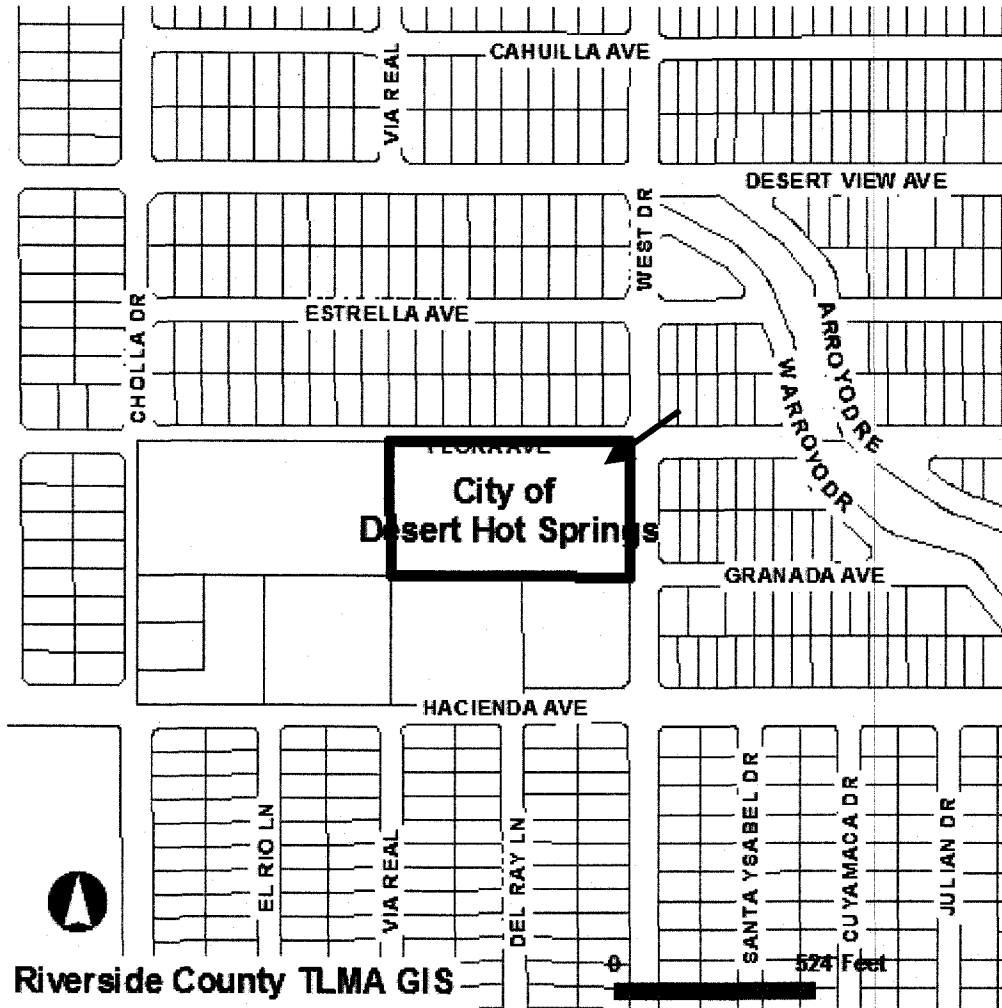 CAHUILLA AVE
VIA REAL
DESERT VIEW AVE
WEST DR
CHOLLA DR
ESTRELLA AVE
ARROYO DR E
W ARROYO DR
FLORA AVE
City of
Desert Hot Springs
GRANADA AVE
HACIENDA AVE
EL RIO LN
VIA REAL
DEL RAY LN
SANTA YSABEL DR
CUYAMACA DR
JULIAN DR
0 524 Feet
Riverside County TLMA GIS